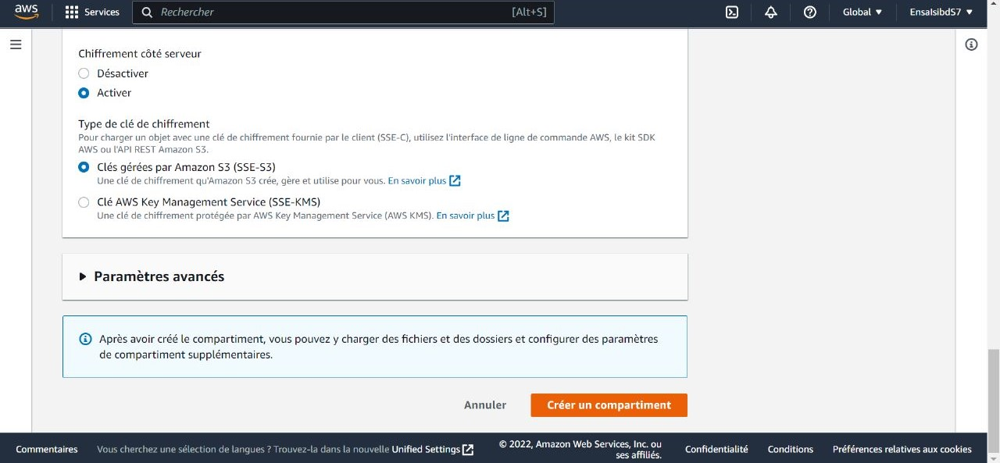 aws
Services
Rechercher
[Alt+S]
Global
EnsaIsibdS7
Chiffrement côté serveur
Désactiver
Activer
Type de clé de chiffrement
Pour charger un objet avec une clé de chiffrement fournie par le client (SSE-C), utilisez l'interface de ligne de commande AWS, le kit SDK
AWS ou l'API REST Amazon S3.
Clés gérées par Amazon S3 (SSE-S3)
Une clé de chiffrement qu'Amazon S3 crée, gère et utilise pour vous. En savoir plus
Clé AWS Key Management Service (SSE-KMS)
Une clé de chiffrement protégée par AWS Key Management Service (AWS KMS). En savoir plus
Paramètres avancés
Après avoir créé le compartiment, vous pouvez y charger des fichiers et des dossiers et configurer des paramètres
de compartiment supplémentaires.
Annuler
Créer un compartiment
Commentaires
Vous cherchez une sélection de langues ? Trouvez-la dans la nouvelle Unified Settings
© 2022, Amazon Web Services, Inc. ou
ses affiliés.
Confidentialité
Conditions
Préférences relatives aux cookies